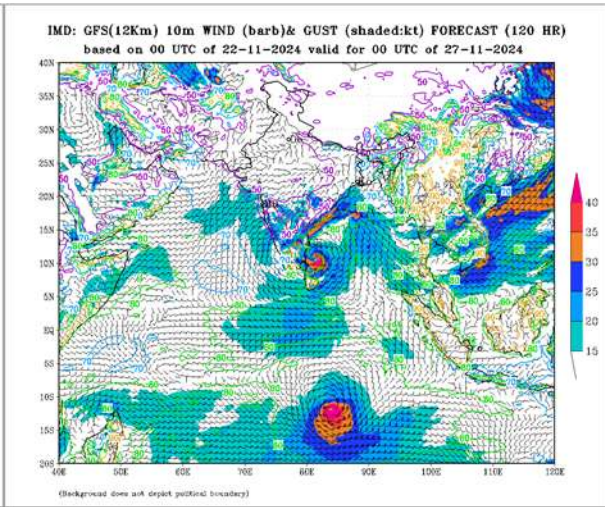 IMD: GFS(12Km) 10m WIND (barb)& GUST (shaded:kt) FORECAST (120 HR)
based on 00 UTC of 22-11-2024 valid for 00 UTC of 27-11-2024
40N
35N
30N
25N
20N
15N
10N
5N
EQ
5S
10S
15S
20S
40E
50E
60E
70E
80E
90E
100E
110E
120E
40
35
30
25
20
15
(Background does not depict political boundary)